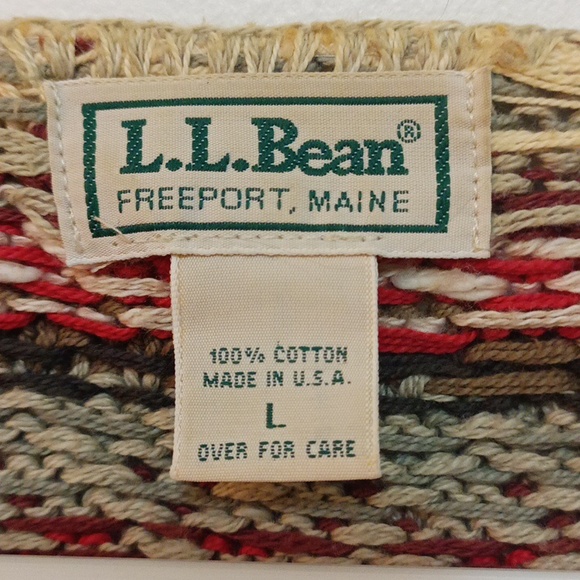 L.L.Bean®
FREEPORT, MAINE
100% COTTON
MADE IN U.S.A.
L
OVER FOR CARE